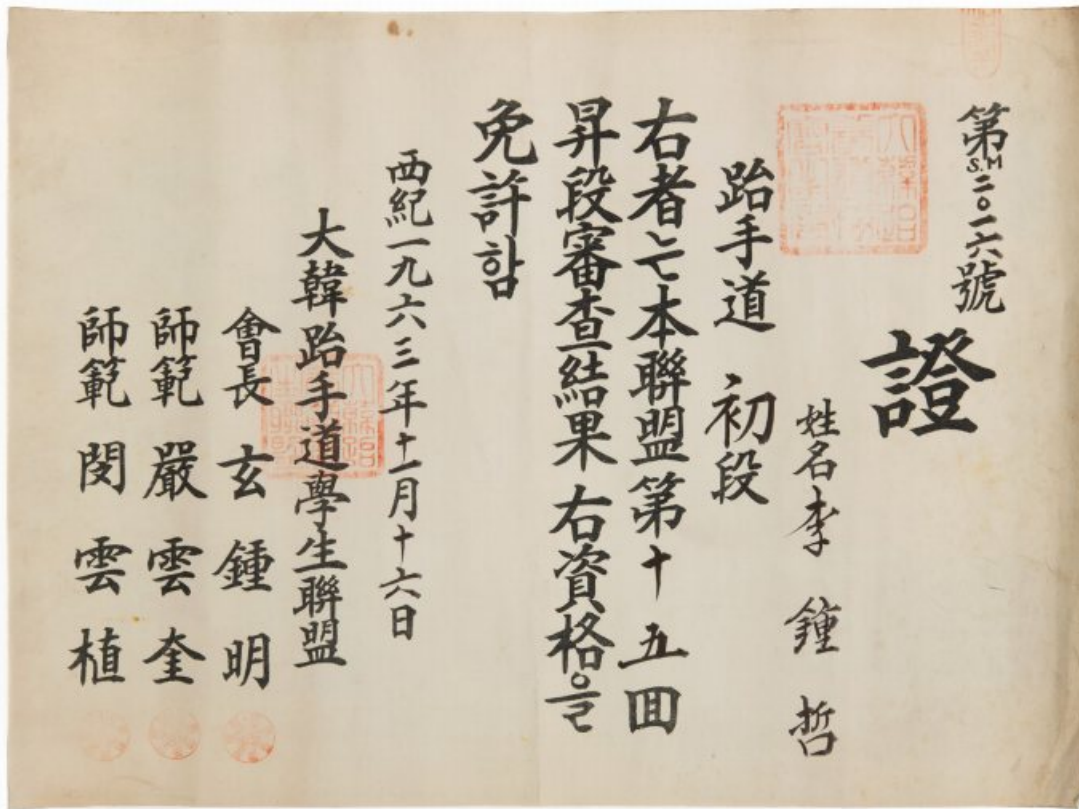 第S.M二〇一六號
證
姓名 李鍾哲
跆手道 初段
右者는本聯盟第十五回
昇段審查結果右資格을
免許함
西紀一九六三年十一月十六日
大韓跆手道學生聯盟
會長 玄鍾明
師範 嚴雲奎
師範 閔雲植